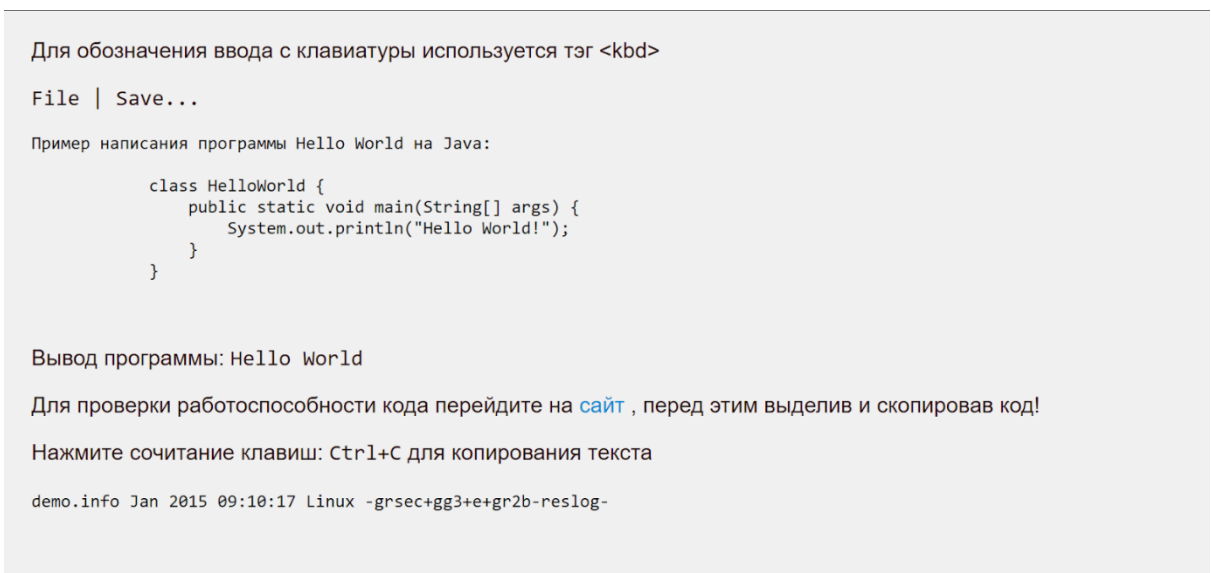 Для обозначения ввода с клавиатуры используется тэг <kbd>
File | Save...
Пример написания программы Hello World на Java:
class HelloWorld {
public static void main(String[] args) {
System.out.println("Hello World!");
}
}
Вывод программы: Hello World
Для проверки работоспособности кода перейдите на сайт , перед этим выделив и скопировав код!
Нажмите сочитание клавиш: Ctrl+C для копирования текста
demo.info Jan 2015 09:10:17 Linux -grsec+gg3+e+gr2b-reslog-